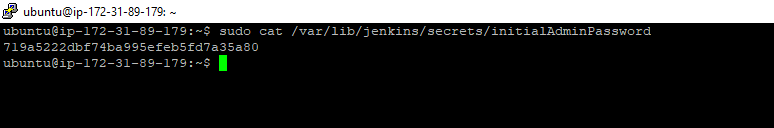 ubuntu@ip-172-31-89-179: ~
ubuntu@ip-172-31-89-179:~$ sudo cat /var/lib/jenkins/secrets/initialAdminPassword
719a5222dbf74ba995efeb5fd7a35a80
ubuntu@ip-172-31-89-179:~$